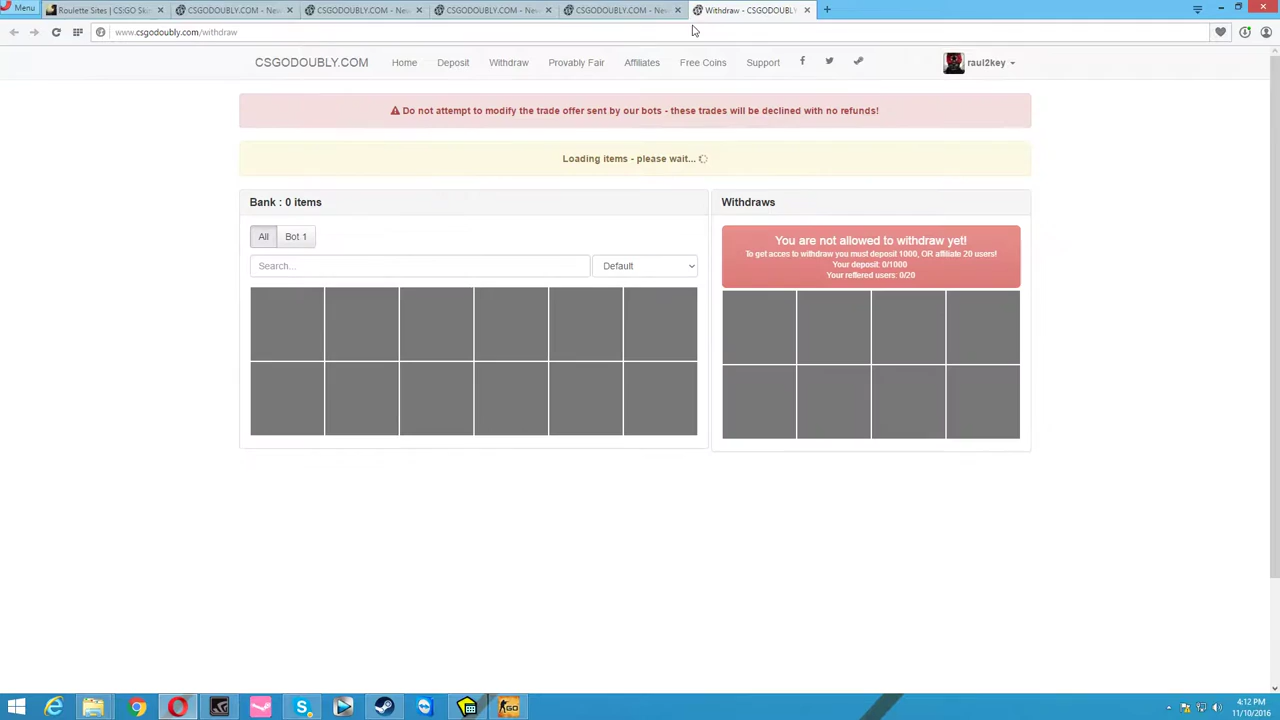 Menu
Roulette Sites | CS:GO Sk
CSGODOUBLY.COM - Ne
CSGODOUBLY.COM - Ne
CSGODOUBLY.COM - Ne
CSGODOUBLY.COM - Ne
Withdraw - CSGODOUBLY
www.csgodoubly.com/withdraw
CSGODOUBLY.COM Home Deposit Withdraw Provably Fair Affiliates Free Coins Support raul2key
Do not attempt to modify the trade offer sent by our bots - these trades will be declined with no refunds!
Loading items - please wait...
Bank : 0 items
All Bot 1
Search...
Default
Withdraws
You are not allowed to withdraw yet!
To get acces to withdraw you must deposit 1000, OR affiliate 20 users!
Your deposit: 0/1000
Your reffered users: 0/20
GO
4:12 PM
11/10/2016